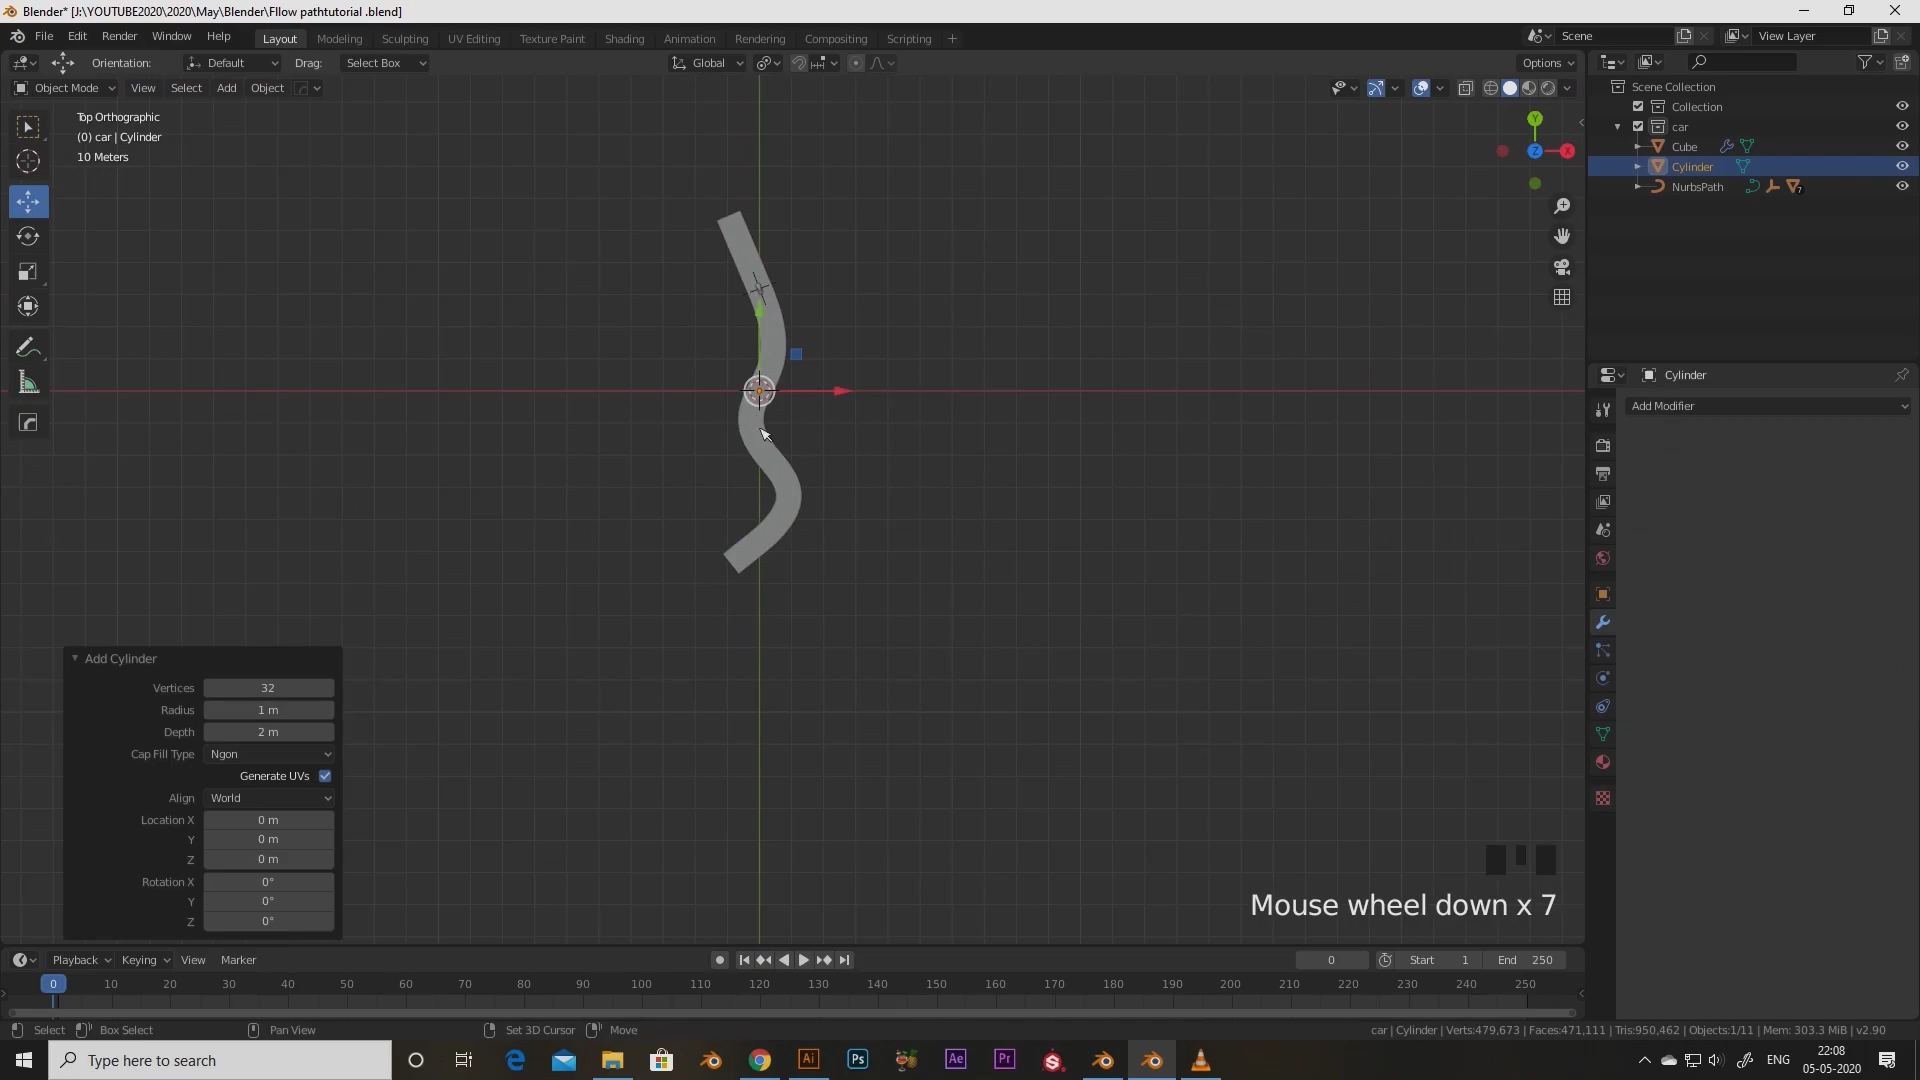 Blender* [J:\YOUTUBE2020\2020\May\Blender\Fllow pathtutorial .blend]
File Edit Render Window Help Layout Modeling Sculpting UV Editing Texture Paint Shading Animation Rendering Compositing Scripting + Scene View Layer
Orientation: Default Drag: Select Box Global Options
Object Mode View Select Add Object
Top Orthographic
(0) car | Cylinder
10 Meters
Y
X
Z
Scene Collection
Collection
car
Cube
Cylinder
NurbsPath 7
Cylinder
Add Modifier
Add Cylinder
Vertices 32
Radius 1 m
Depth 2 m
Cap Fill Type Ngon
Generate UVs
Align World
Location X 0 m
Y 0 m
Z 0 m
Rotation X 0°
Y 0°
Z 0°
Mouse wheel down x 7
Playback Keying View Marker 0 Start 1 End 250
0 10 20 30 40 50 60 70 80 90 100 110 120 130 140 150 160 170 180 190 200 210 220 230 240 250
Select Box Select Pan View Set 3D Cursor Move car | Cylinder | Verts:479,673 | Faces:471,111 | Tris:950,462 | Objects:1/11 | Mem: 303.3 MiB | v2.90
Type here to search Ai Ps Ae Pr ENG 22:08
05-05-2020